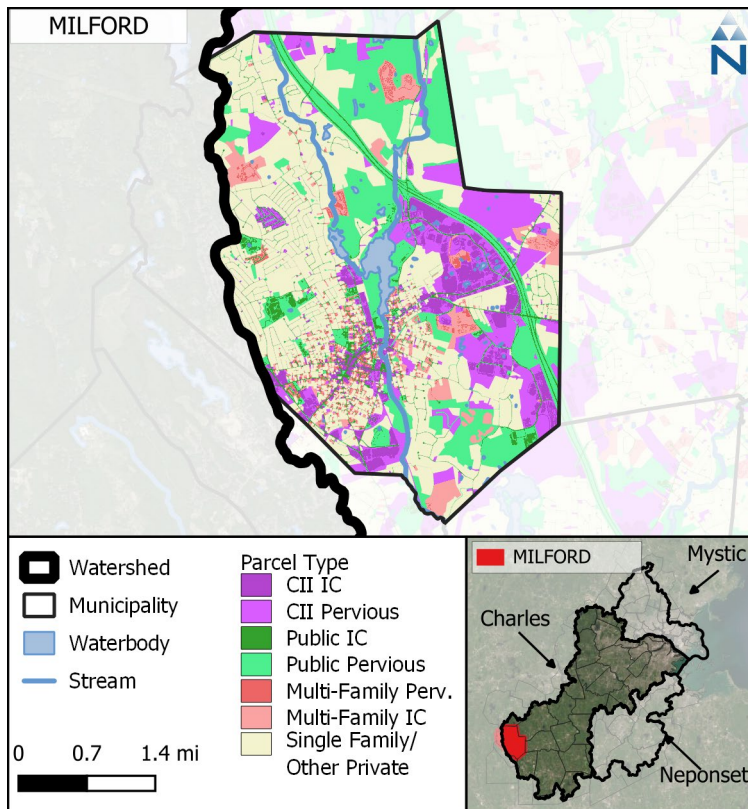 MILFORD
N
Watershed
Municipality
Waterbody
Stream
0 0.7 1.4 mi
Parcel Type
CII IC
CII Pervious
Public IC
Public Pervious
Multi-Family Perv.
Multi-Family IC
Single Family/
Other Private
MILFORD
Mystic
Charles
Neponset